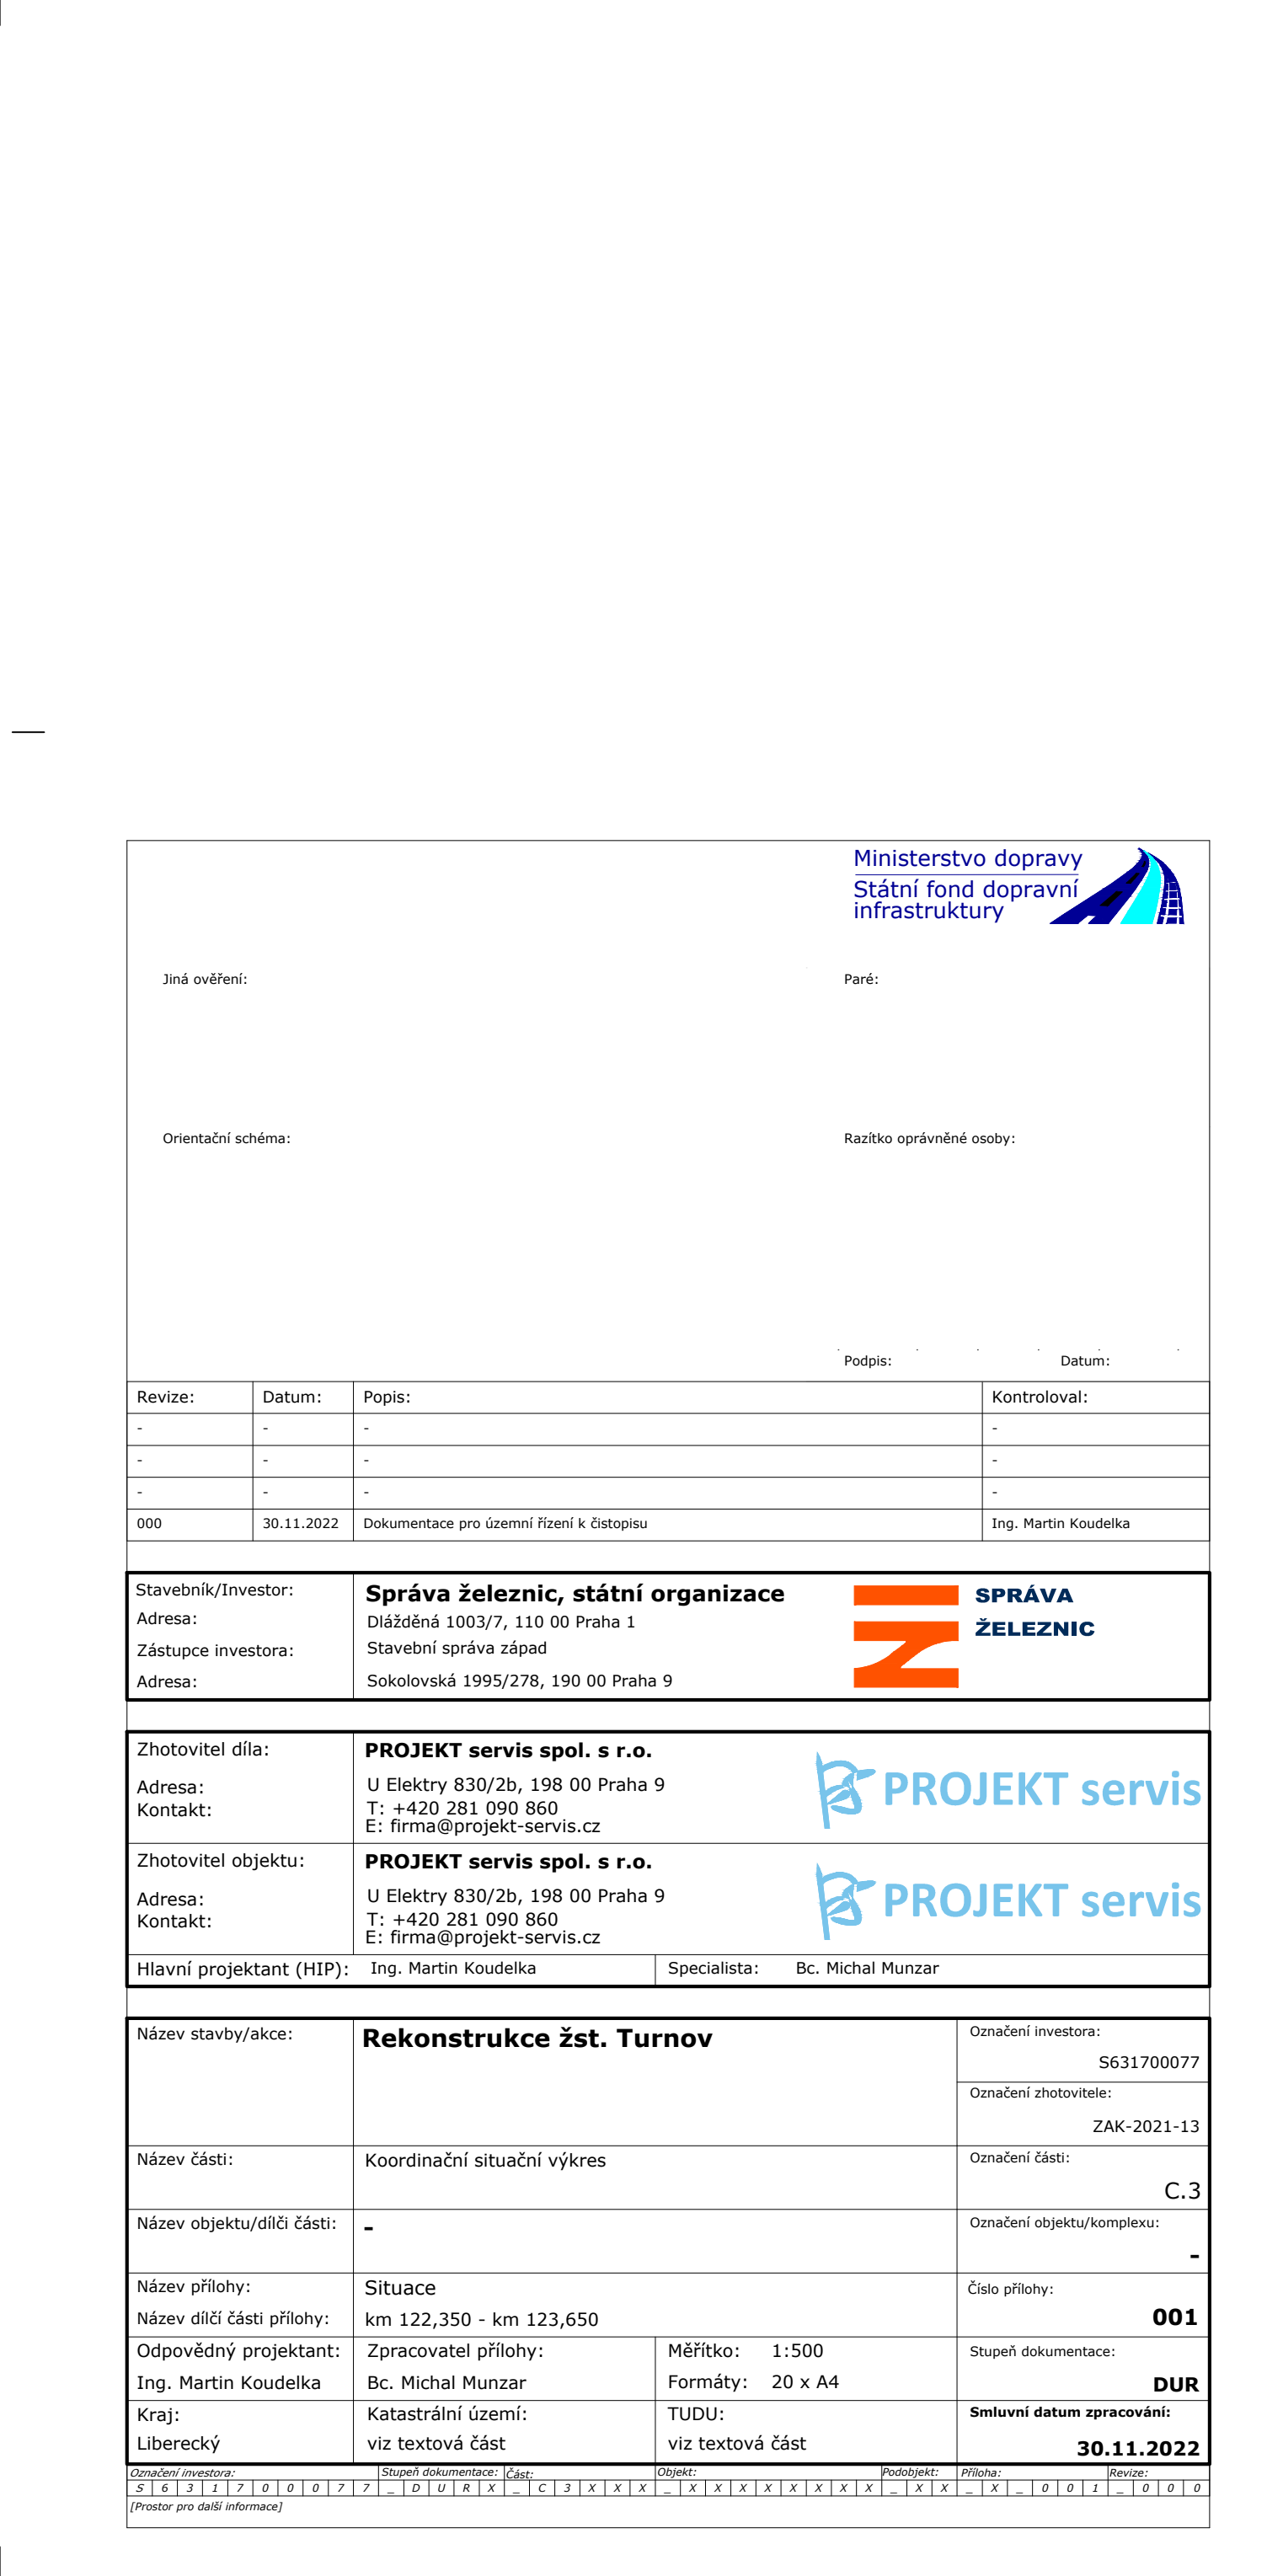 Ministerstvo dopravy
Státní fond dopravní
infrastruktury
Jiná ověření: Paré:
Orientační schéma: Razítko oprávněné osoby:
Podpis: Datum:
Revize: Datum: Popis: Kontroloval:
- - - -
- - - -
- - - -
000 30.11.2022 Dokumentace pro územní řízení k čistopisu Ing. Martin Koudelka
Stavebník/Investor: Správa železnic, státní organizace
Adresa: Dlážděná 1003/7, 110 00 Praha 1
Zástupce investora: Stavební správa západ
Adresa: Sokolovská 1995/278, 190 00 Praha 9
SPRÁVA
ŽELEZNIC
Zhotovitel díla: PROJEKT servis spol. s r.o.
Adresa: U Elektry 830/2b, 198 00 Praha 9
Kontakt: T: +420 281 090 860
E: firma@projekt-servis.cz
PROJEKT servis
Zhotovitel objektu: PROJEKT servis spol. s r.o.
Adresa: U Elektry 830/2b, 198 00 Praha 9
Kontakt: T: +420 281 090 860
E: firma@projekt-servis.cz
PROJEKT servis
Hlavní projektant (HIP): Ing. Martin Koudelka Specialista: Bc. Michal Munzar
Název stavby/akce: Rekonstrukce žst. Turnov Označení investora:
S631700077
Označení zhotovitele:
ZAK-2021-13
Název části: Koordinační situační výkres Označení části:
C.3
Název objektu/dílči části: - Označení objektu/komplexu:
-
Název přílohy: Situace Číslo přílohy:
Název dílčí části přílohy: km 122,350 - km 123,650 001
Odpovědný projektant: Zpracovatel přílohy: Měřítko: 1:500 Stupeň dokumentace:
Ing. Martin Koudelka Bc. Michal Munzar Formáty: 20 x A4 DUR
Kraj: Katastrální území: TUDU: Smluvní datum zpracování:
Liberecký viz textová část viz textová část 30.11.2022
Označení investora: Stupeň dokumentace: Část: Objekt: Podobjekt: Příloha: Revize:
S 6 3 1 7 0 0 0 7 7 _ D U R X _ C 3 X X X _ X X X X X X X X _ X X _ X _ 0 0 1 _ 0 0 0
[Prostor pro další informace]